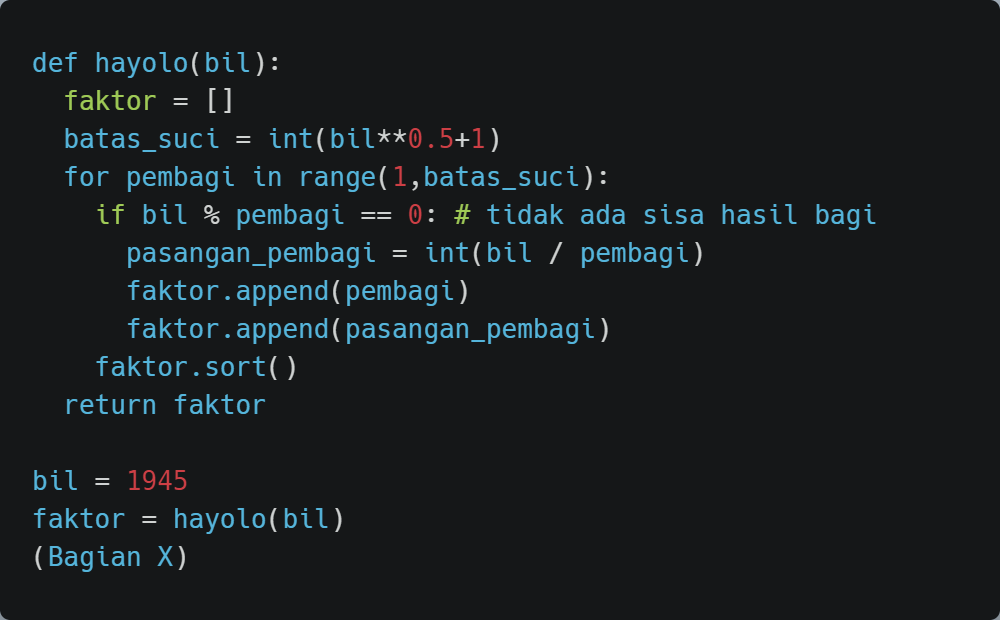 def hayolo(bil):
  faktor = []
  batas_suci = int(bil**0.5+1)
  for pembagi in range(1,batas_suci):
    if bil % pembagi == 0: # tidak ada sisa hasil bagi
      pasangan_pembagi = int(bil / pembagi)
      faktor.append(pembagi)
      faktor.append(pasangan_pembagi)
    faktor.sort()
  return faktor

bil = 1945
faktor = hayolo(bil)
(Bagian X)